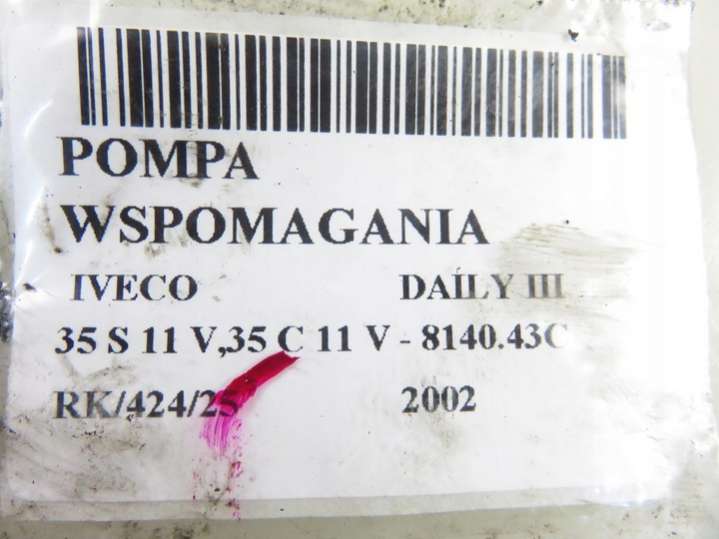 POMPA
WSPOMAGANIA
IVECO DAILY III
35 S 11 V,35 C 11 V - 8140.43C
RK/424/25 2002